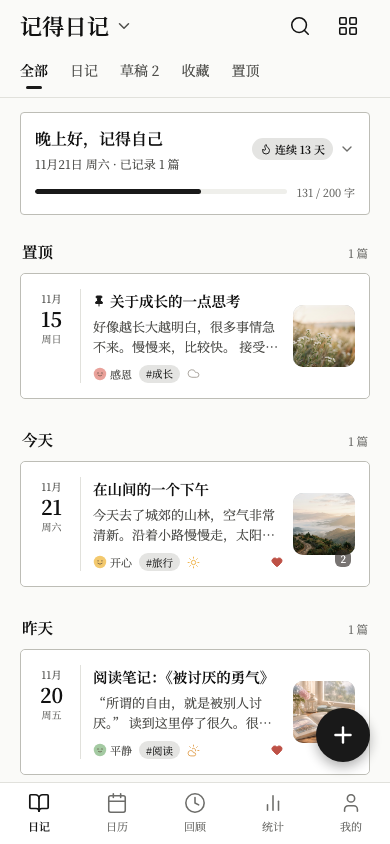 记得日记
全部 日记 草稿 2 收藏 置顶
晚上好，记得自己
11月21日 周六 · 已记录 1 篇
连续 13 天
131 / 200 字
置顶 1 篇
11月
15
周日
关于成长的一点思考
好像越长大越明白，很多事情急
不来。慢慢来，比较快。 接受…
感恩 #成长
今天 1 篇
11月
21
周六
在山间的一个下午
今天去了城郊的山林，空气非常
清新。沿着小路慢慢走，太阳…
开心 #旅行
2
昨天 1 篇
11月
20
周五
阅读笔记：《被讨厌的勇气》
“所谓的自由，就是被别人讨
厌。” 读到这里停了很久。很…
平静 #阅读
日记 日历 回顾 统计 我的